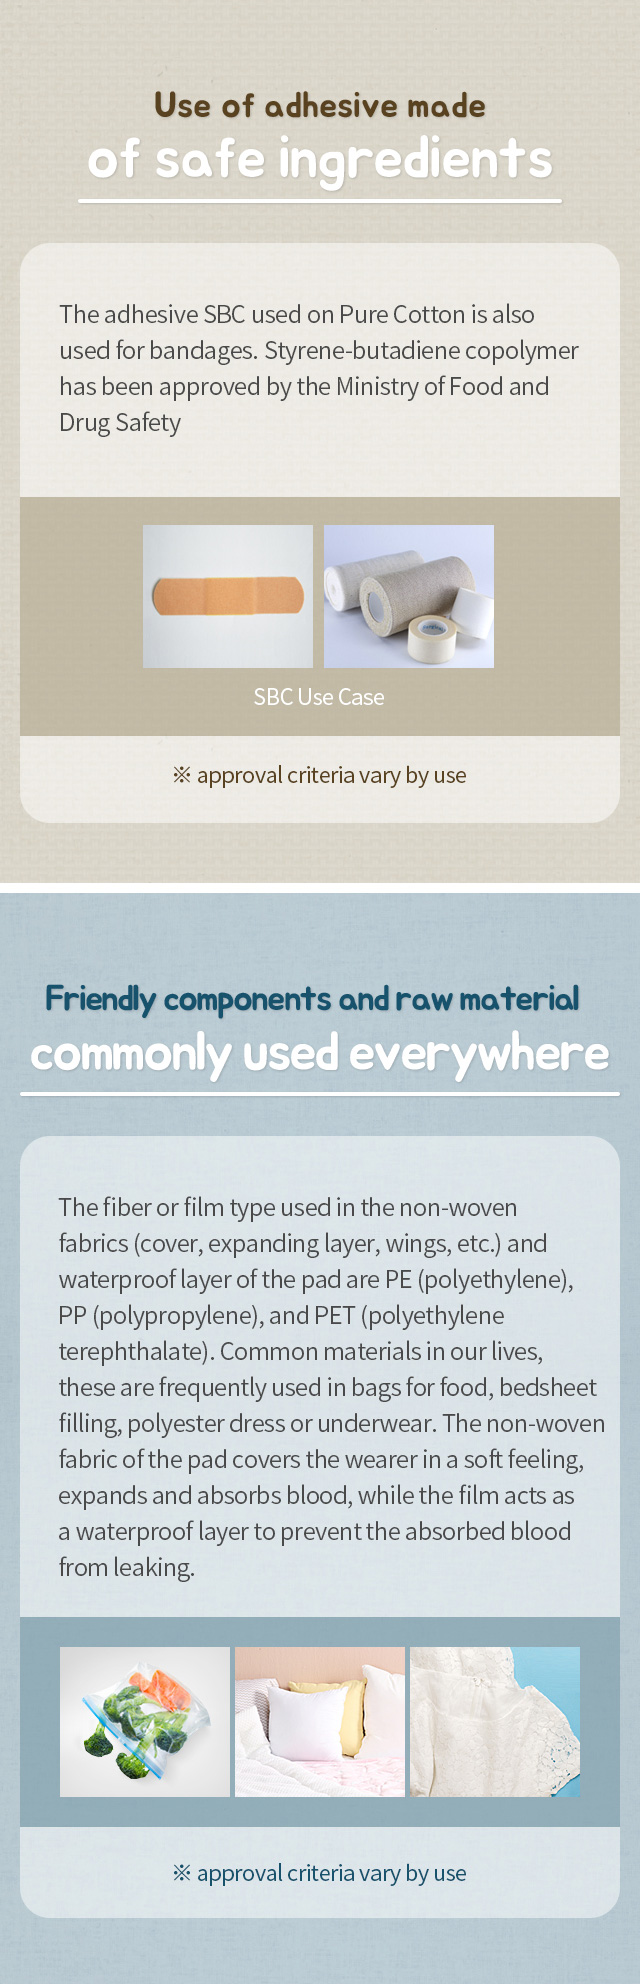 Use of adhesive made
of safe ingredients
The adhesive SBC used on Pure Cotton is also
used for bandages. Styrene-butadiene copolymer
has been approved by the Ministry of Food and
Drug Safety
SBC Use Case
※ approval criteria vary by use
Friendly components and raw material
commonly used everywhere
The fiber or film type used in the non-woven
fabrics (cover, expanding layer, wings, etc.) and
waterproof layer of the pad are PE (polyethylene),
PP (polypropylene), and PET (polyethylene
terephthalate). Common materials in our lives,
these are frequently used in bags for food, bedsheet
filling, polyester dress or underwear. The non-woven
fabric of the pad covers the wearer in a soft feeling,
expands and absorbs blood, while the film acts as
a waterproof layer to prevent the absorbed blood
from leaking.
※ approval criteria vary by use